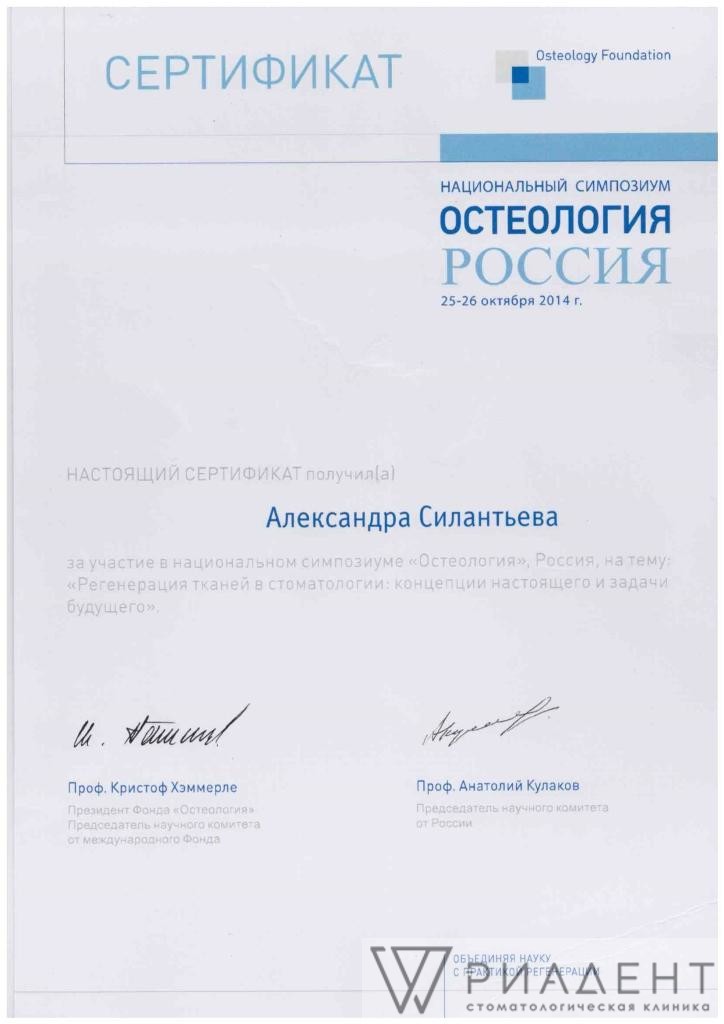 СЕРТИФИКАТ
Osteology Foundation
НАЦИОНАЛЬНЫЙ СИМПОЗИУМ
ОСТЕОЛОГИЯ
РОССИЯ
25-26 октября 2014 г.
НАСТОЯЩИЙ СЕРТИФИКАТ получил(а)
Александра Силантьева
за участие в национальном симпозиуме «Остеология», Россия, на тему:
«Регенерация тканей в стоматологии: концепции настоящего и задачи
будущего».
Проф. Кристоф Хэммерле
Президент Фонда «Остеология»
Председатель научного комитета
от международного Фонда
Проф. Анатолий Кулаков
Председатель научного комитета
от России
ОБЪЕДИНЯЯ НАУКУ
С ПРАКТИКОЙ РЕГЕНЕРАЦИИ
РИАДЕНТ
стоматологическая клиника